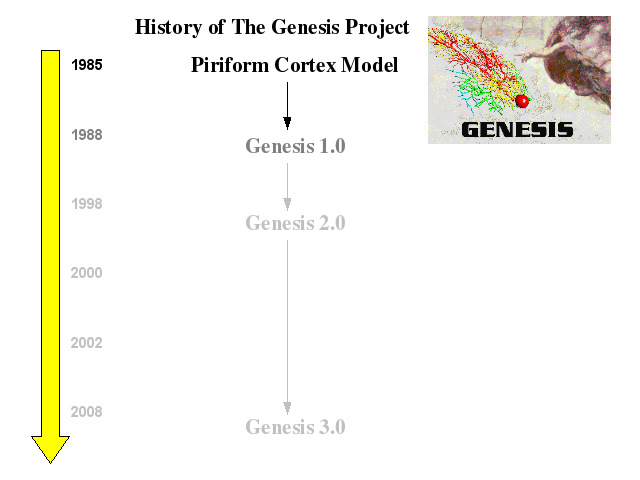 History of The Genesis Project
1985
Piriform Cortex Model
GENESIS
1988
Genesis 1.0
1998
Genesis 2.0
2000
2002
2008
Genesis 3.0